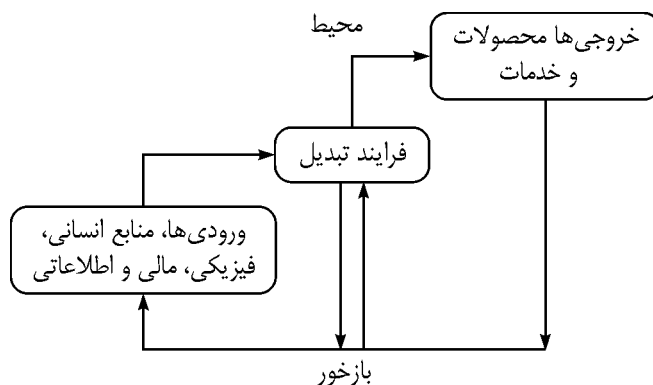 محیط
خروجی‌ها محصولات
و خدمات
فرایند تبدیل
ورودی‌ها، منابع انسانی،
فیزیکی، مالی و اطلاعاتی
بازخور